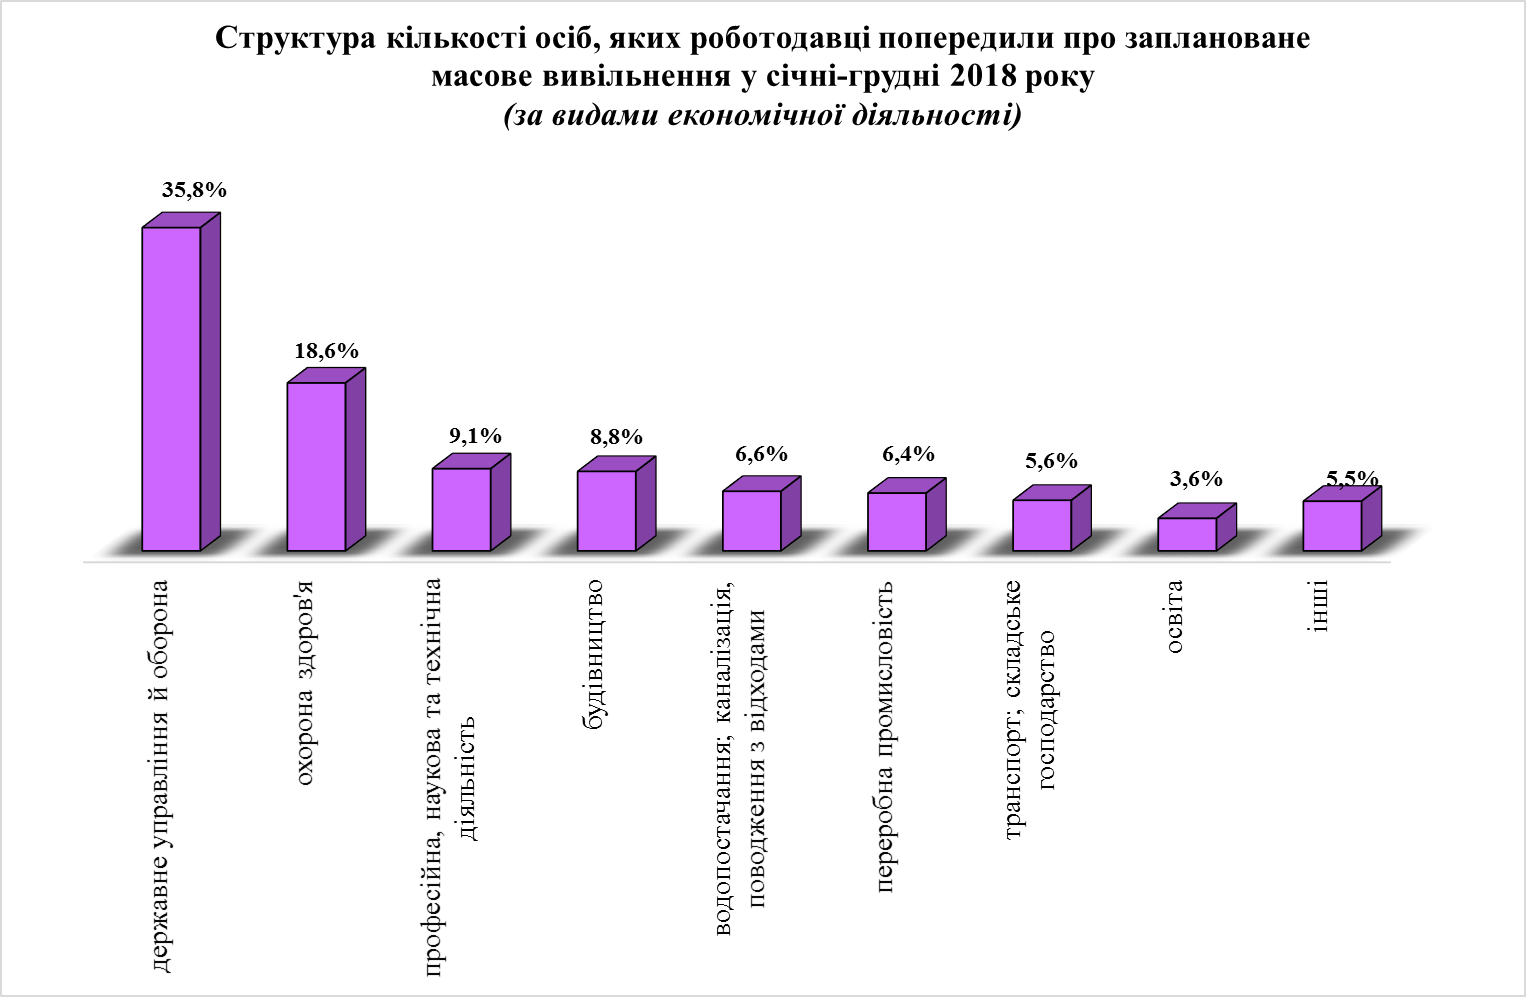 Структура кількості осіб, яких роботодавці попередили про заплановане
масове вивільнення у січні-грудні 2018 року
(за видами економічної діяльності)
35,8%
18,6%
9,1%
8,8%
6,6%
6,4%
5,6%
3,6%
5,5%
державне управління й оборона
охорона здоров'я
професійна, наукова та технічна
діяльність
будівництво
водопостачання; каналізація,
поводження з відходами
переробна промисловість
транспорт; складське
господарство
освіта
інші